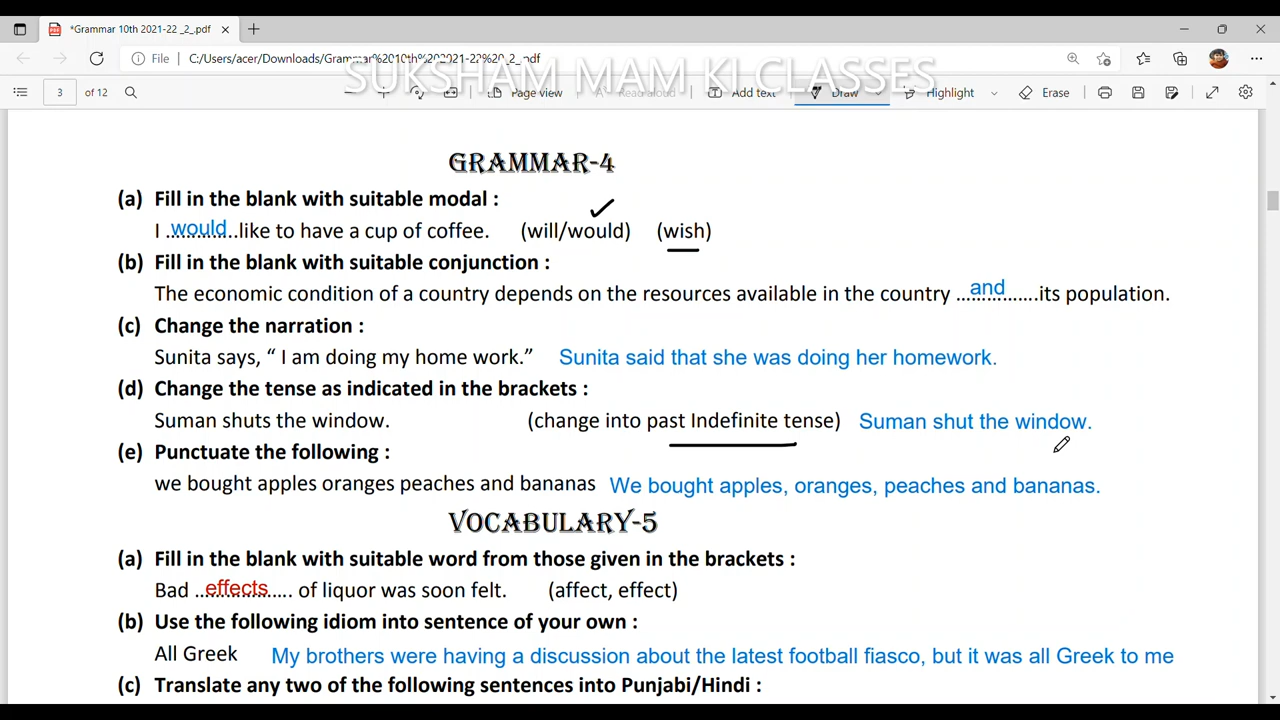 *Grammar 10th 2021-22 _2_.pdf
File C:/Users/acer/Downloads/Grammar%2010th%202021-22%20_2_.pdf
SUKSHAM MAM KI CLASSES
3 of 12 Page view Read aloud Add text Draw Highlight Erase
GRAMMAR-4
(a) Fill in the blank with suitable modal :
I ..would..like to have a cup of coffee. (will/would) (wish)
(b) Fill in the blank with suitable conjunction :
The economic condition of a country depends on the resources available in the country ...and...its population.
(c) Change the narration :
Sunita says, “ I am doing my home work.” Sunita said that she was doing her homework.
(d) Change the tense as indicated in the brackets :
Suman shuts the window. (change into past Indefinite tense) Suman shut the window.
(e) Punctuate the following :
we bought apples oranges peaches and bananas We bought apples, oranges, peaches and bananas.
VOCABULARY-5
(a) Fill in the blank with suitable word from those given in the brackets :
Bad ..effects.... of liquor was soon felt. (affect, effect)
(b) Use the following idiom into sentence of your own :
All Greek My brothers were having a discussion about the latest football fiasco, but it was all Greek to me
(c) Translate any two of the following sentences into Punjabi/Hindi :